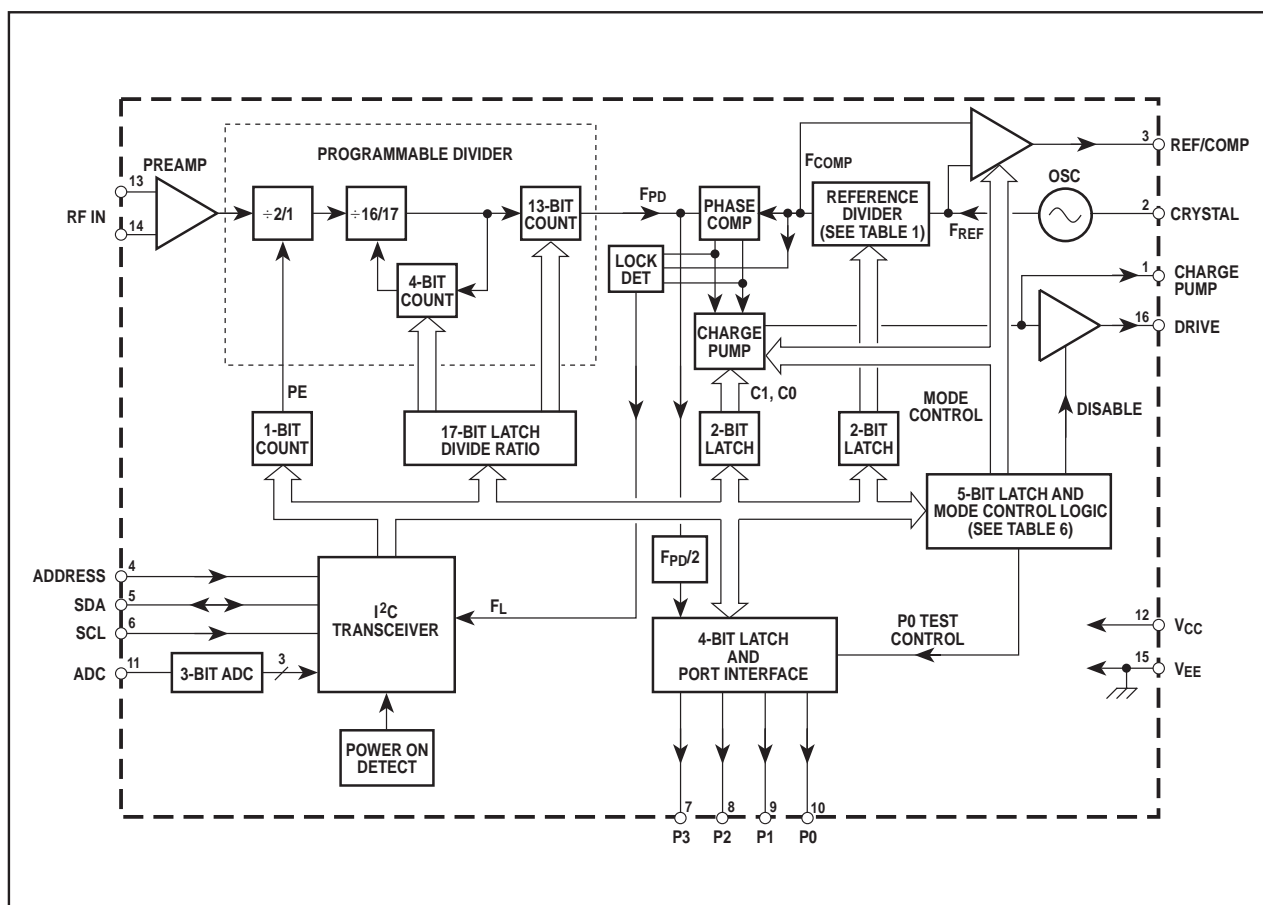 PROGRAMMABLE DIVIDER
PREAMP
13
14
RF IN
÷2/1
÷16/17
13-BIT
COUNT
4-BIT
COUNT
FPD
PHASE
COMP
LOCK
DET
FCOMP
REFERENCE
DIVIDER
(SEE TABLE 1)
FREF
OSC
3
REF/COMP
2
CRYSTAL
1
CHARGE
PUMP
16
DRIVE
CHARGE
PUMP
PE
C1, C0
MODE
CONTROL
DISABLE
1-BIT
COUNT
17-BIT LATCH
DIVIDE RATIO
2-BIT
LATCH
2-BIT
LATCH
5-BIT LATCH AND
MODE CONTROL LOGIC
(SEE TABLE 6)
FPD/2
ADDRESS
4
SDA
5
SCL
6
ADC
11
3-BIT ADC
3
I2C
TRANSCEIVER
FL
4-BIT LATCH
AND
PORT INTERFACE
P0 TEST
CONTROL
12
VCC
15
VEE
POWER ON
DETECT
7
8
9
10
P3
P2
P1
P0